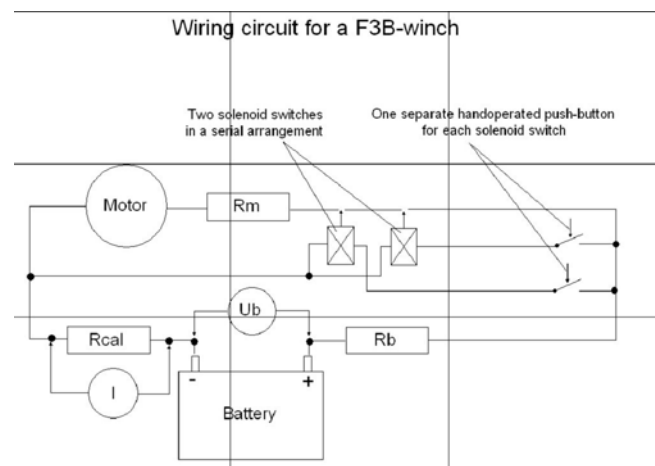 Wiring circuit for a F3B-winch
Two solenoid switches
in a serial arrangement
One separate handoperated push-button
for each solenoid switch
Motor
Rm
Ub
Rcal
Rb
I
- +
Battery